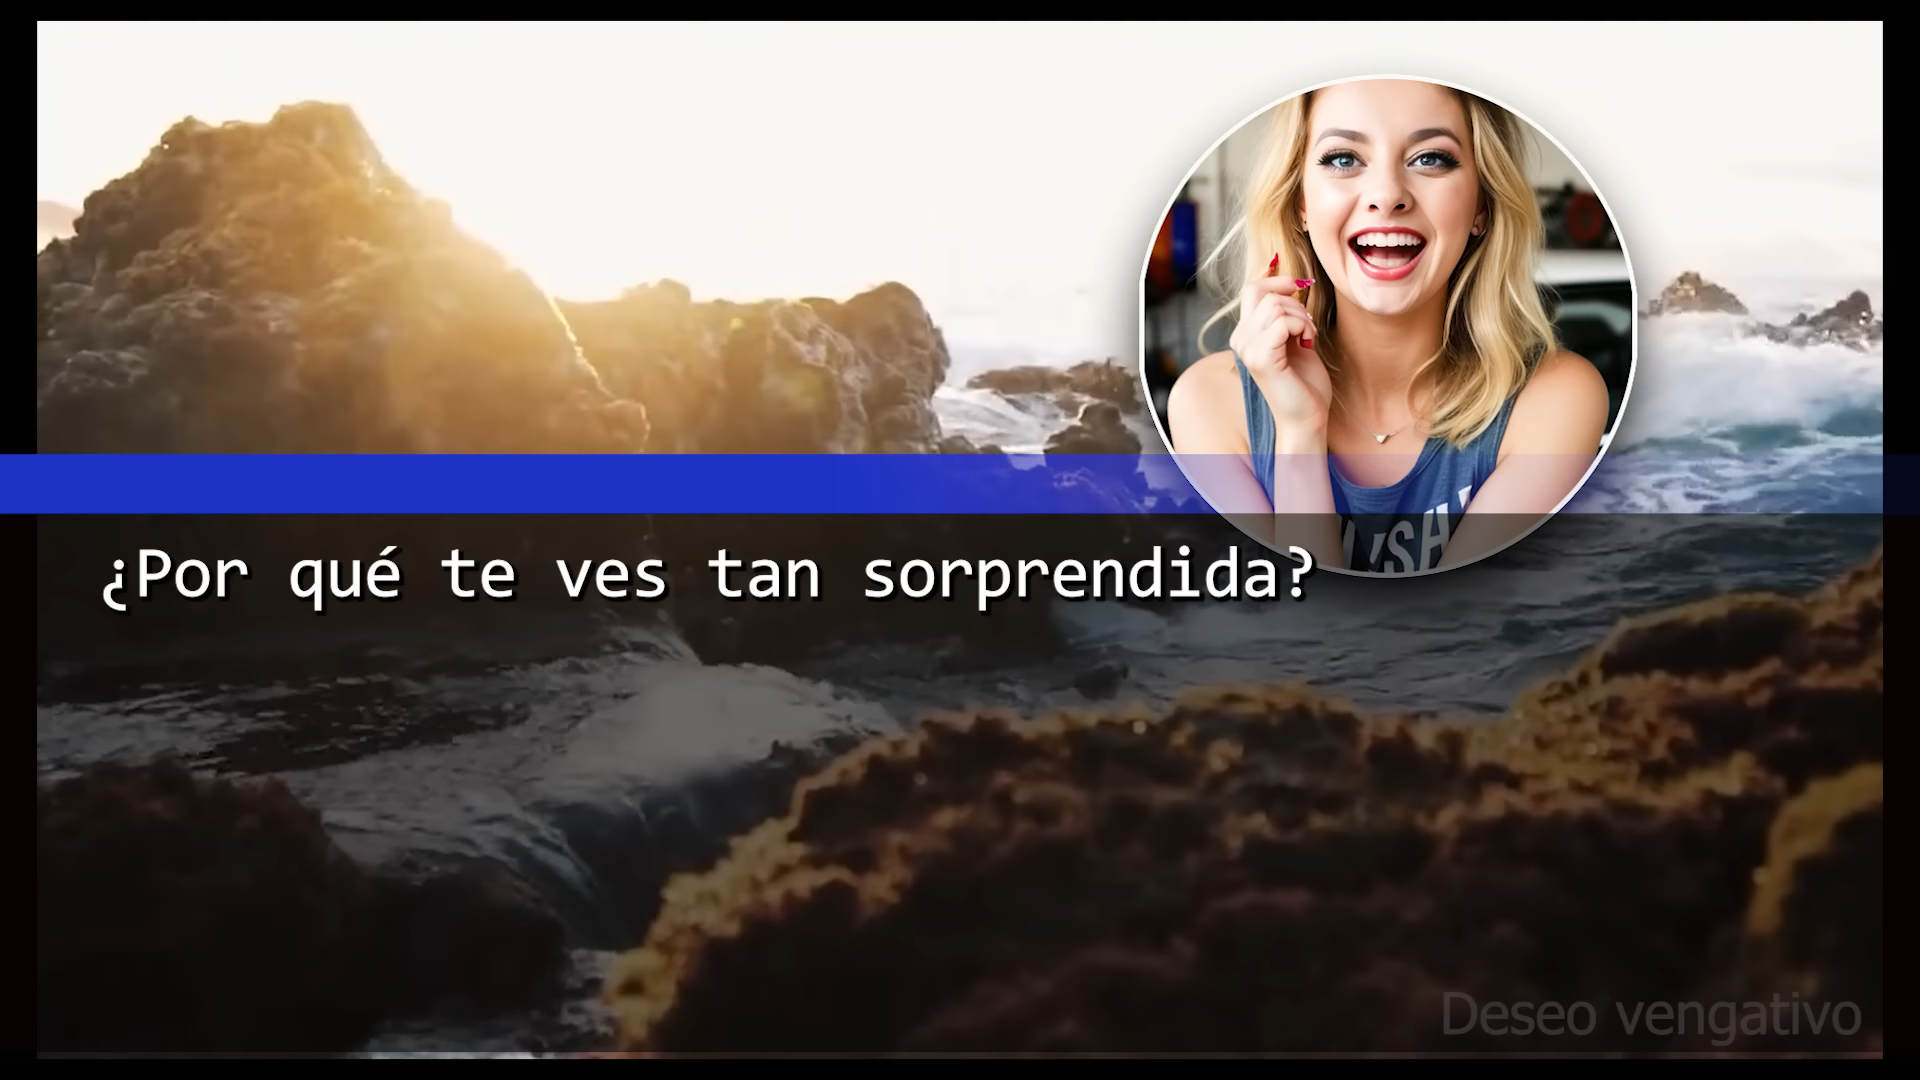 ¿Por qué te ves tan sorprendida?
Deseo vengativo